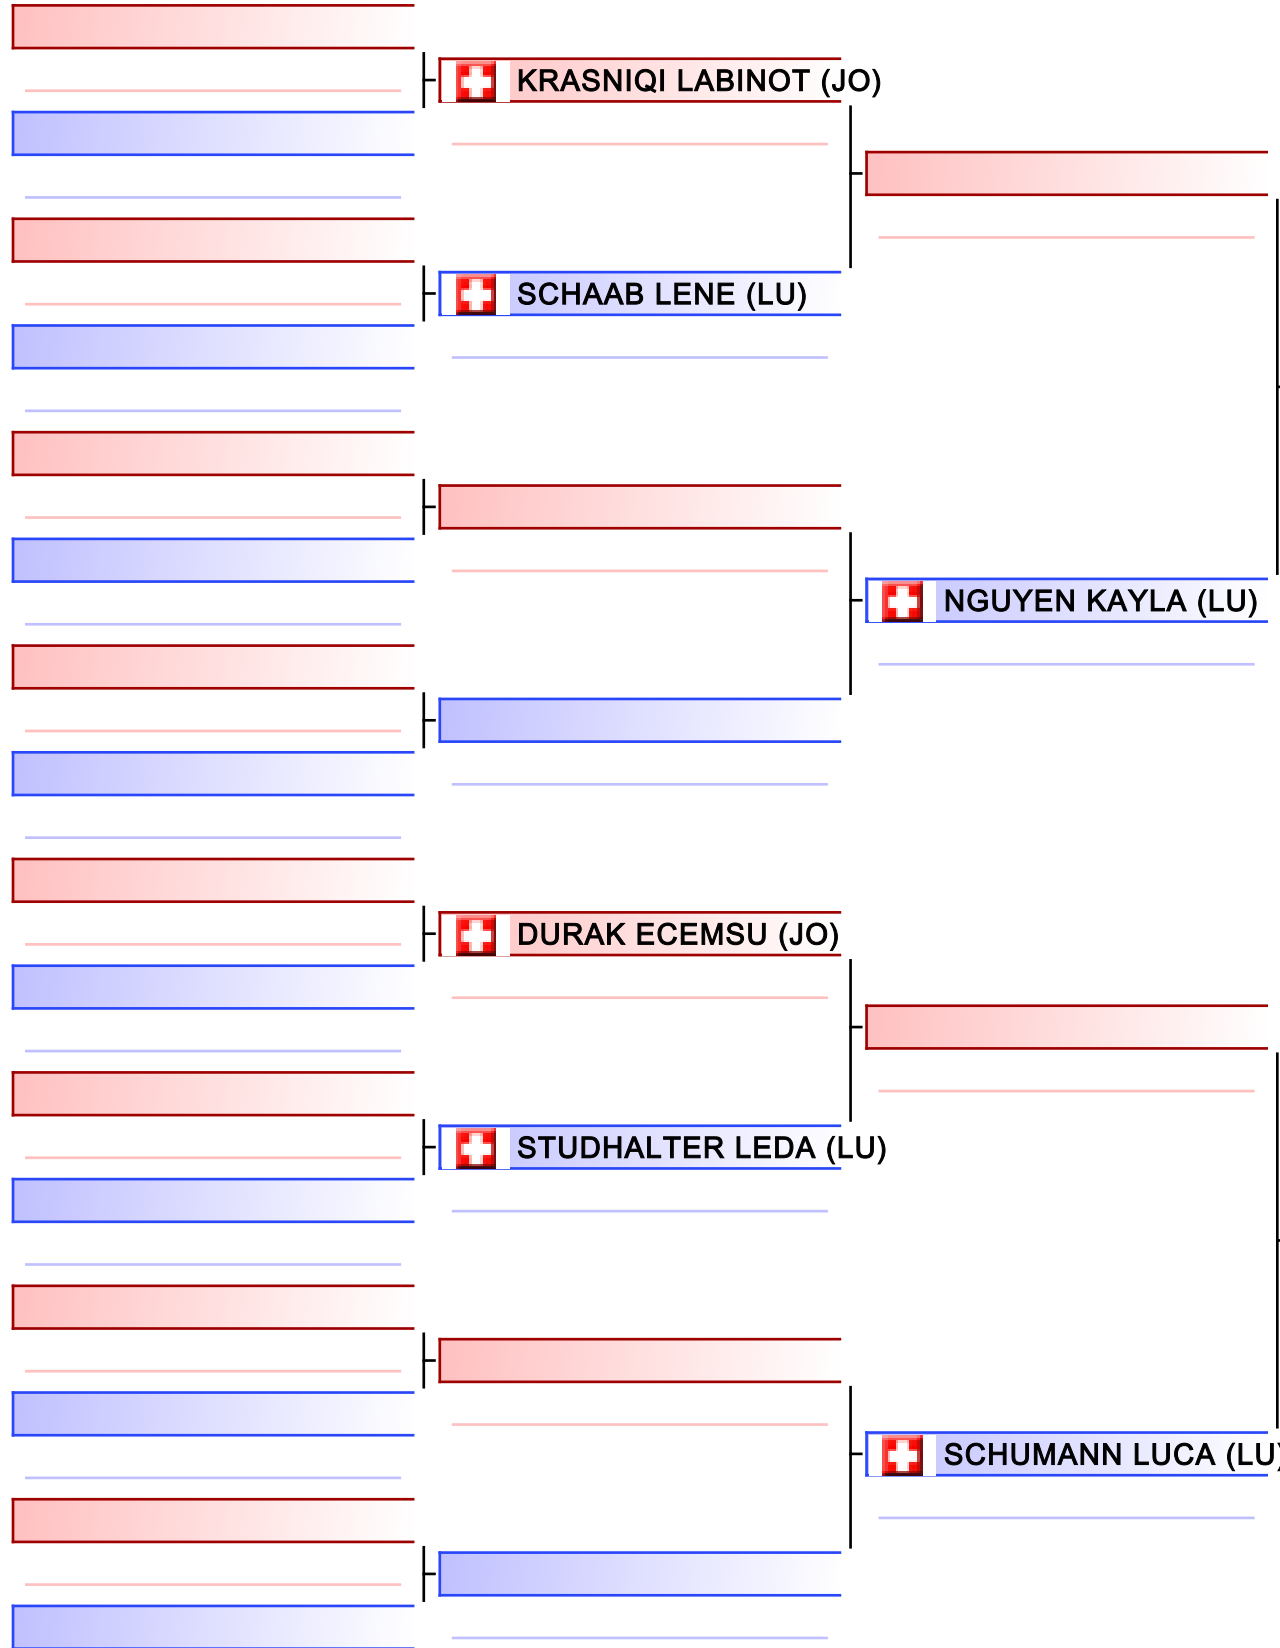 KRASNIQI LABINOT (JO)
SCHAAB LENE (LU)
NGUYEN KAYLA (LU)
DURAK ECEMSU (JO)
STUDHALTER LEDA (LU)
SCHUMANN LUCA (LU)